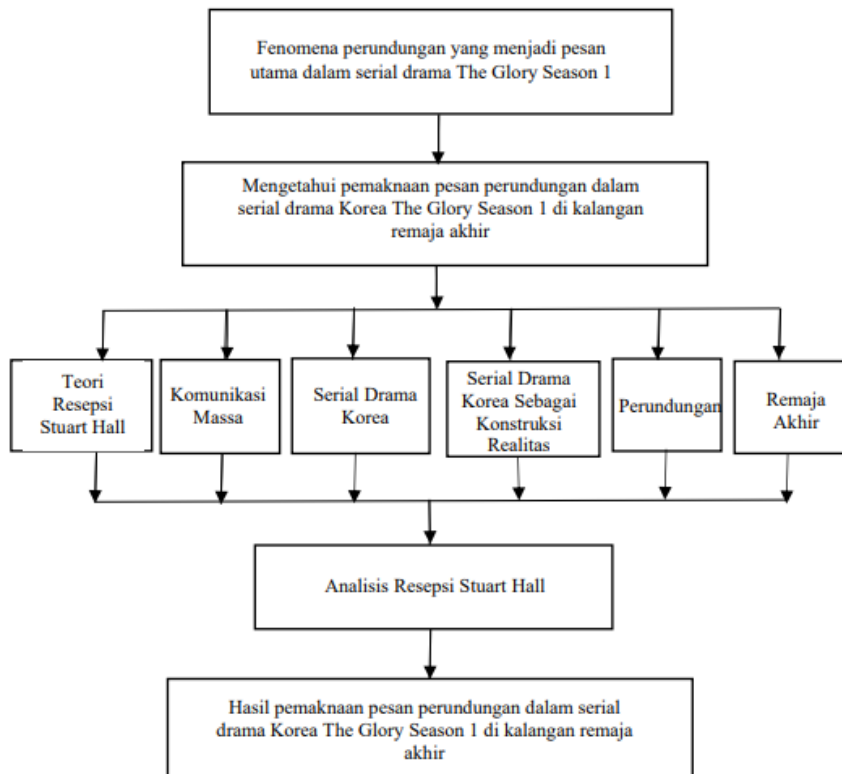 Fenomena perundungan yang menjadi pesan
utama dalam serial drama The Glory Season 1
Mengetahui pemaknaan pesan perundungan dalam
serial drama Korea The Glory Season 1 di kalangan
remaja akhir
Teori
Resepsi
Stuart Hall
Komunikasi
Massa
Serial Drama
Korea
Serial Drama
Korea Sebagai
Konstruksi
Realitas
Perundungan
Remaja
Akhir
Analisis Resepsi Stuart Hall
Hasil pemaknaan pesan perundungan dalam serial
drama Korea The Glory Season 1 di kalangan remaja
akhir